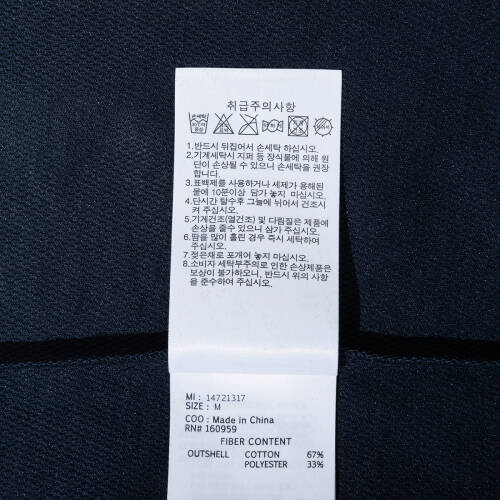 취급주의사항
손세탁
30℃
중성
1.반드시 뒤집어서 손세탁 하십시오.
2.기계세탁시 지퍼 등 장식물에 의해 원
단이 손상될 수 있으니 손세탁을 권장
합니다.
3.표백제를 사용하거나 세제가 용해된
물에 10분이상 담가 놓지 마십시오.
4.단시간 탈수후 그늘에 뉘어서 건조시
켜 주십시오.
5.기계건조(열건조) 및 다림질은 제품에
손상을 줄수 있으니 삼가 주십시오.
6.땀을 많이 흘린 경우 즉시 세탁하여
주십시오.
7.젖은채로 포개어 놓지 마십시오.
8.소비자 세탁부주의로 인한 손상제품은
보상이 불가하오니, 반드시 위의 사항
을 준수하여 주십시오.
Mi : 14721317
SIZE : M
COO : Made in China
RN# 160959
FIBER CONTENT
OUTSHELL COTTON 67%
POLYESTER 33%